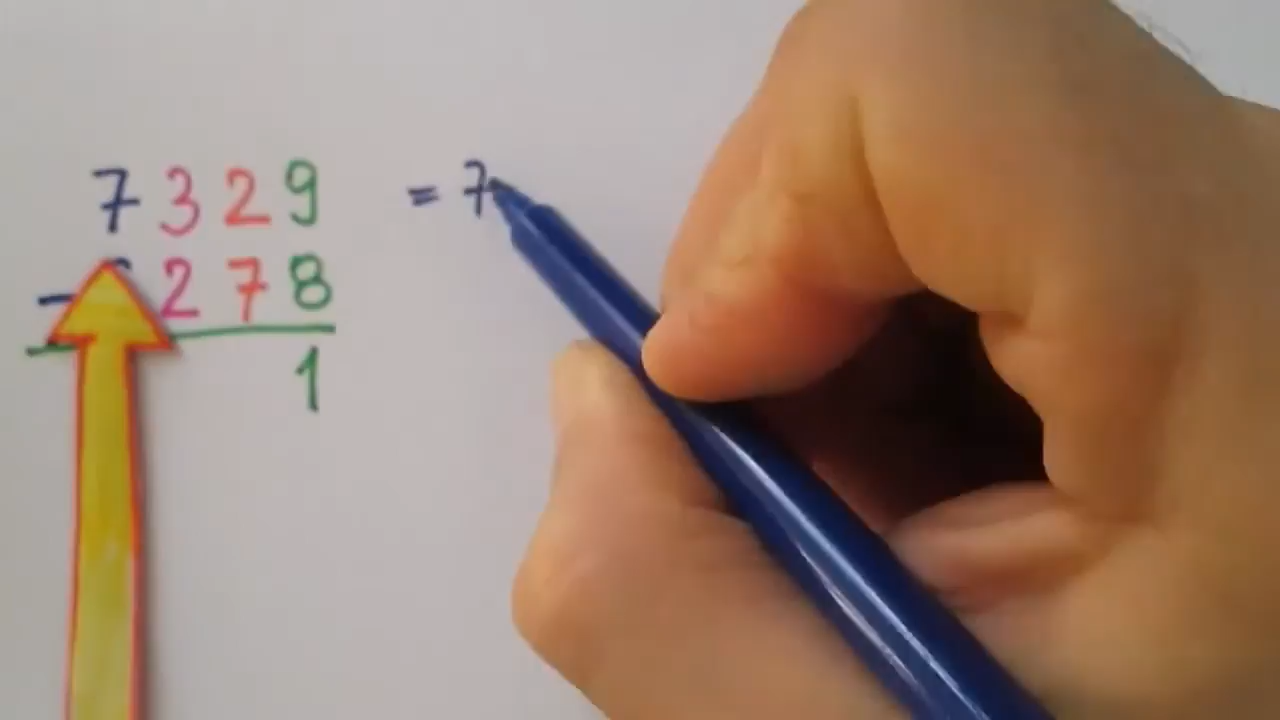 7329 = 7
- 278
1